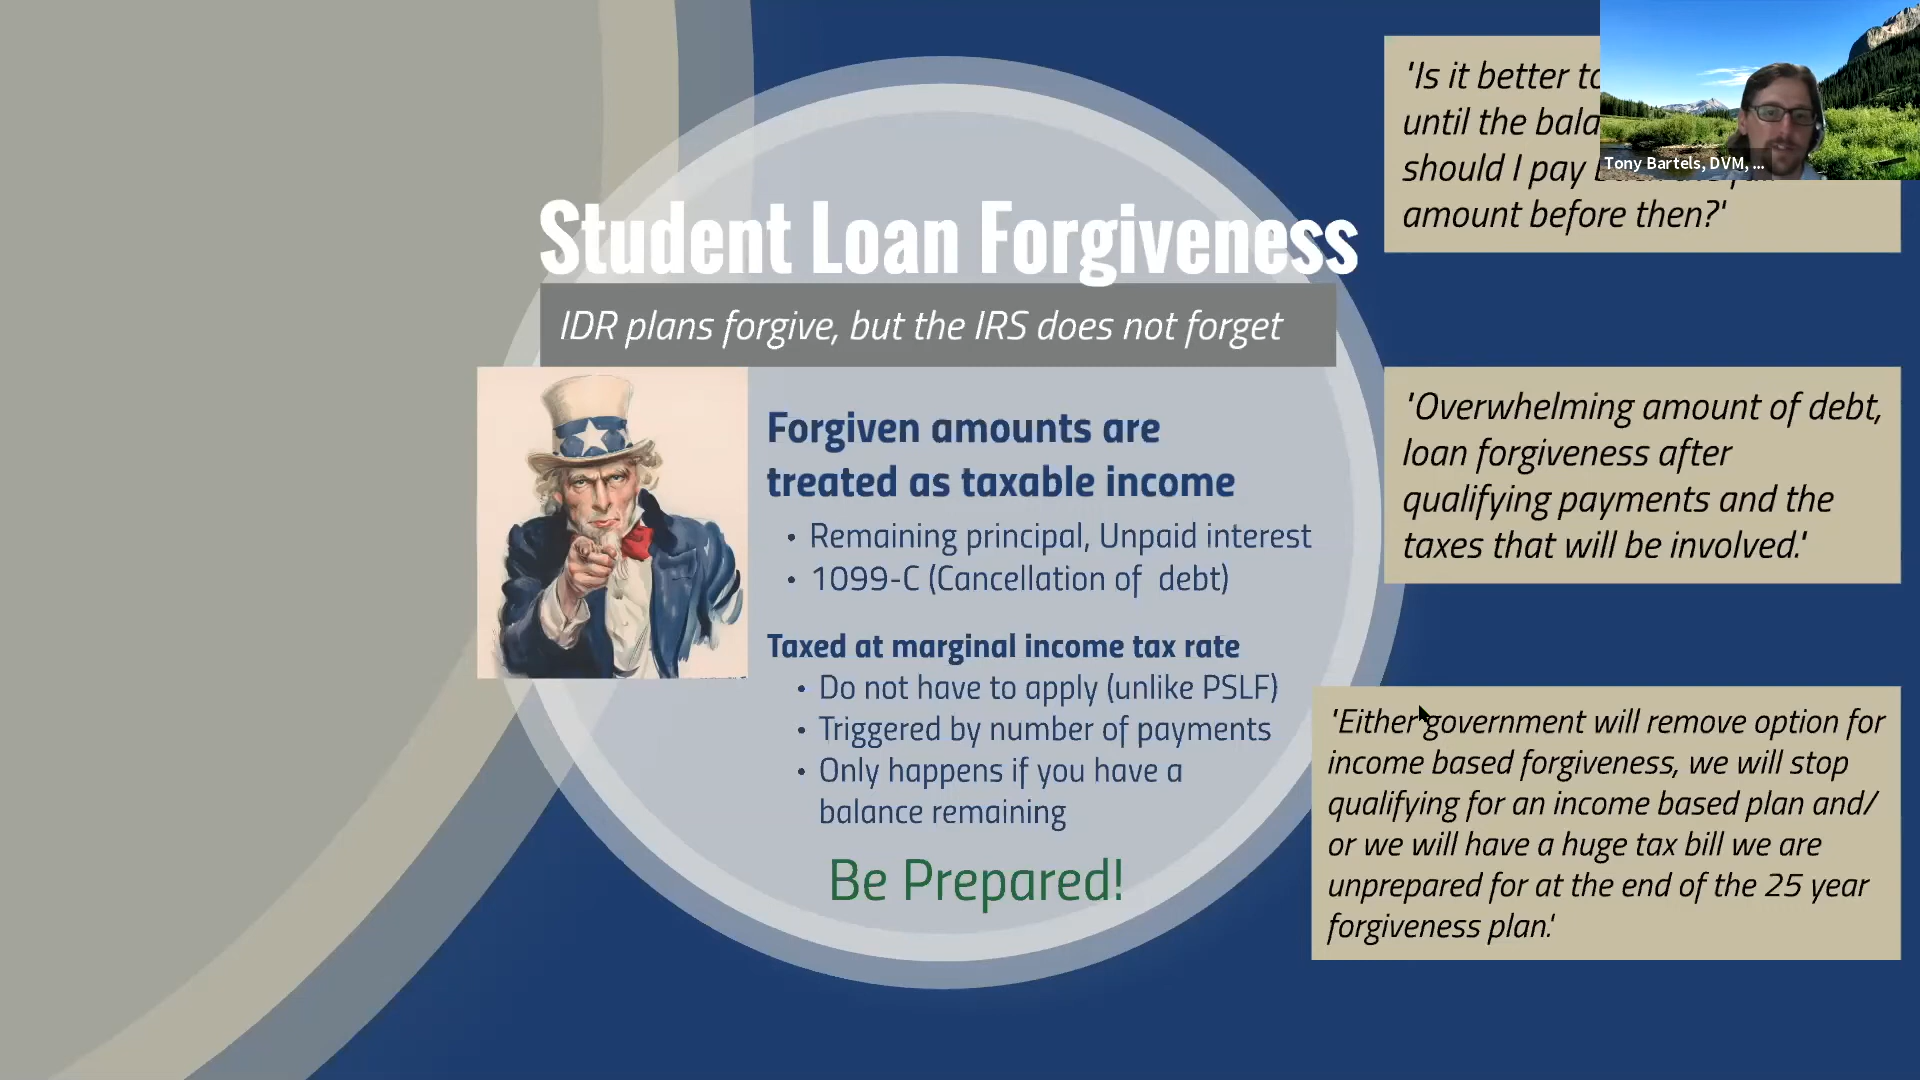 Student Loan Forgiveness
IDR plans forgive, but the IRS does not forget
Forgiven amounts are
treated as taxable income
• Remaining principal, Unpaid interest
• 1099-C (Cancellation of debt)
Taxed at marginal income tax rate
• Do not have to apply (unlike PSLF)
• Triggered by number of payments
• Only happens if you have a
balance remaining
Be Prepared!
'Is it better to
until the bala
should I pay
amount before then?'
Tony Bartels, DVM, ...
'Overwhelming amount of debt,
loan forgiveness after
qualifying payments and the
taxes that will be involved.'
'Either government will remove option for
income based forgiveness, we will stop
qualifying for an income based plan and/
or we will have a huge tax bill we are
unprepared for at the end of the 25 year
forgiveness plan.'